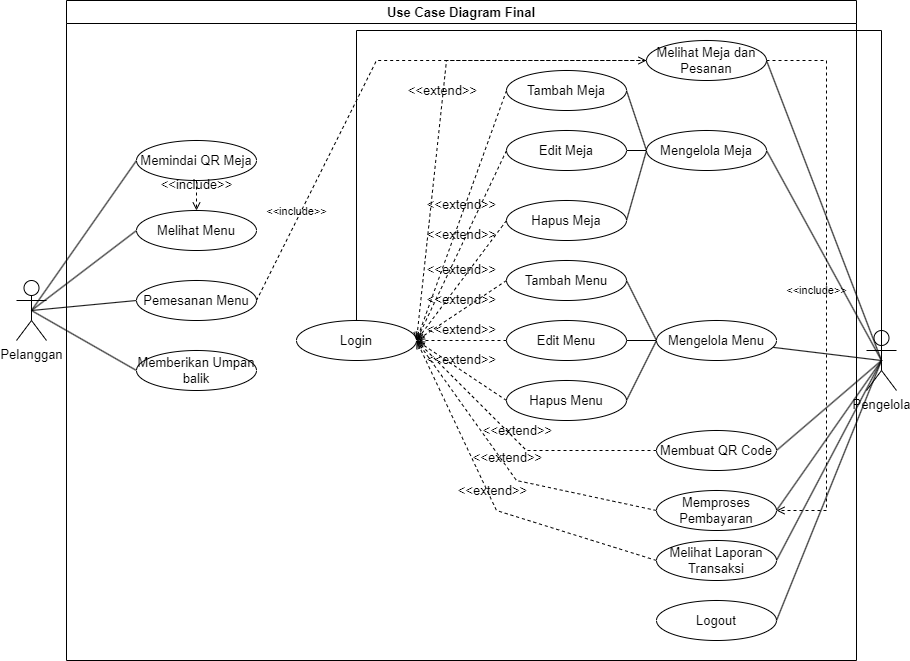 Use Case Diagram Final
Melihat Meja dan
Pesanan
<<extend>>
Tambah Meja
Memindai QR Meja
Edit Meja
Mengelola Meja
<<include>>
<<extend>>
<<include>>
Melihat Menu
Hapus Meja
<<extend>>
<<extend>>
Tambah Menu
<<include>>
Pemesanan Menu
<<extend>>
<<extend>>
Pelanggan
Login
Edit Menu
Mengelola Menu
<<extend>>
Memberikan Umpan
balik
Hapus Menu
Pengelola
<<extend>>
Membuat QR Code
<<extend>>
<<extend>>
Memproses
Pembayaran
Melihat Laporan
Transaksi
Logout